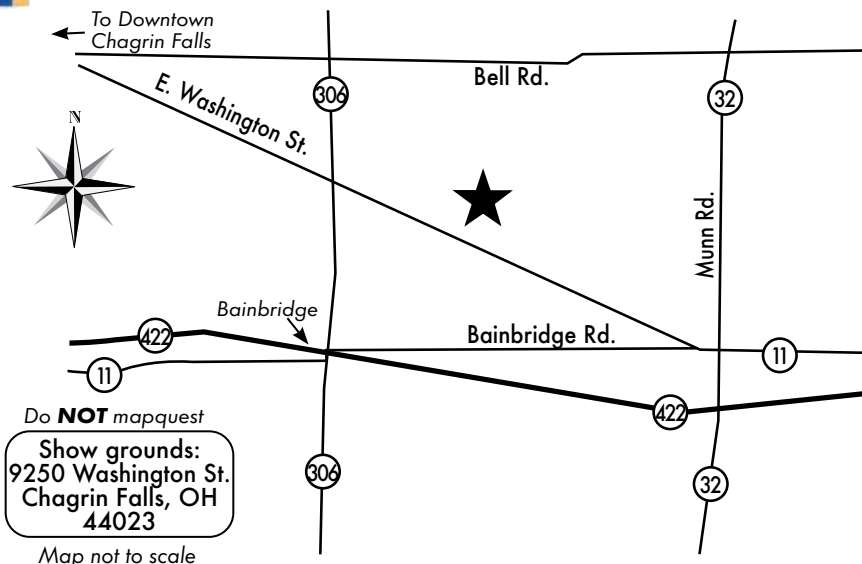 To Downtown
Chagrin Falls
Bell Rd.
E. Washington St.
306
32
N
Munn Rd.
Bainbridge
422
Bainbridge Rd.
11
11
422
Do NOT mapquest
Show grounds:
9250 Washington St.
Chagrin Falls, OH
44023
306
32
Map not to scale